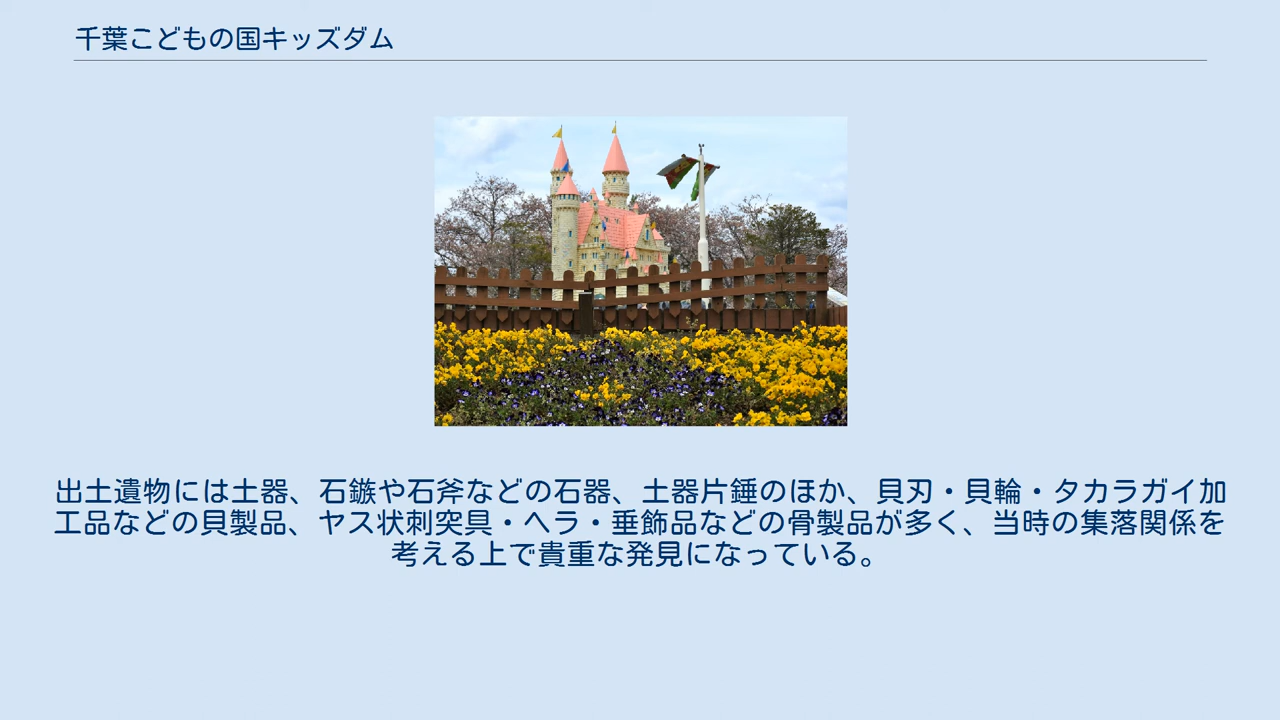 千葉こどもの国キッズダム
出土遺物には土器、石鏃や石斧などの石器、土器片錘のほか、貝刃・貝輪・タカラガイ加
工品などの貝製品、ヤス状刺突具・ヘラ・垂飾品などの骨製品が多く、当時の集落関係を
考える上で貴重な発見になっている。